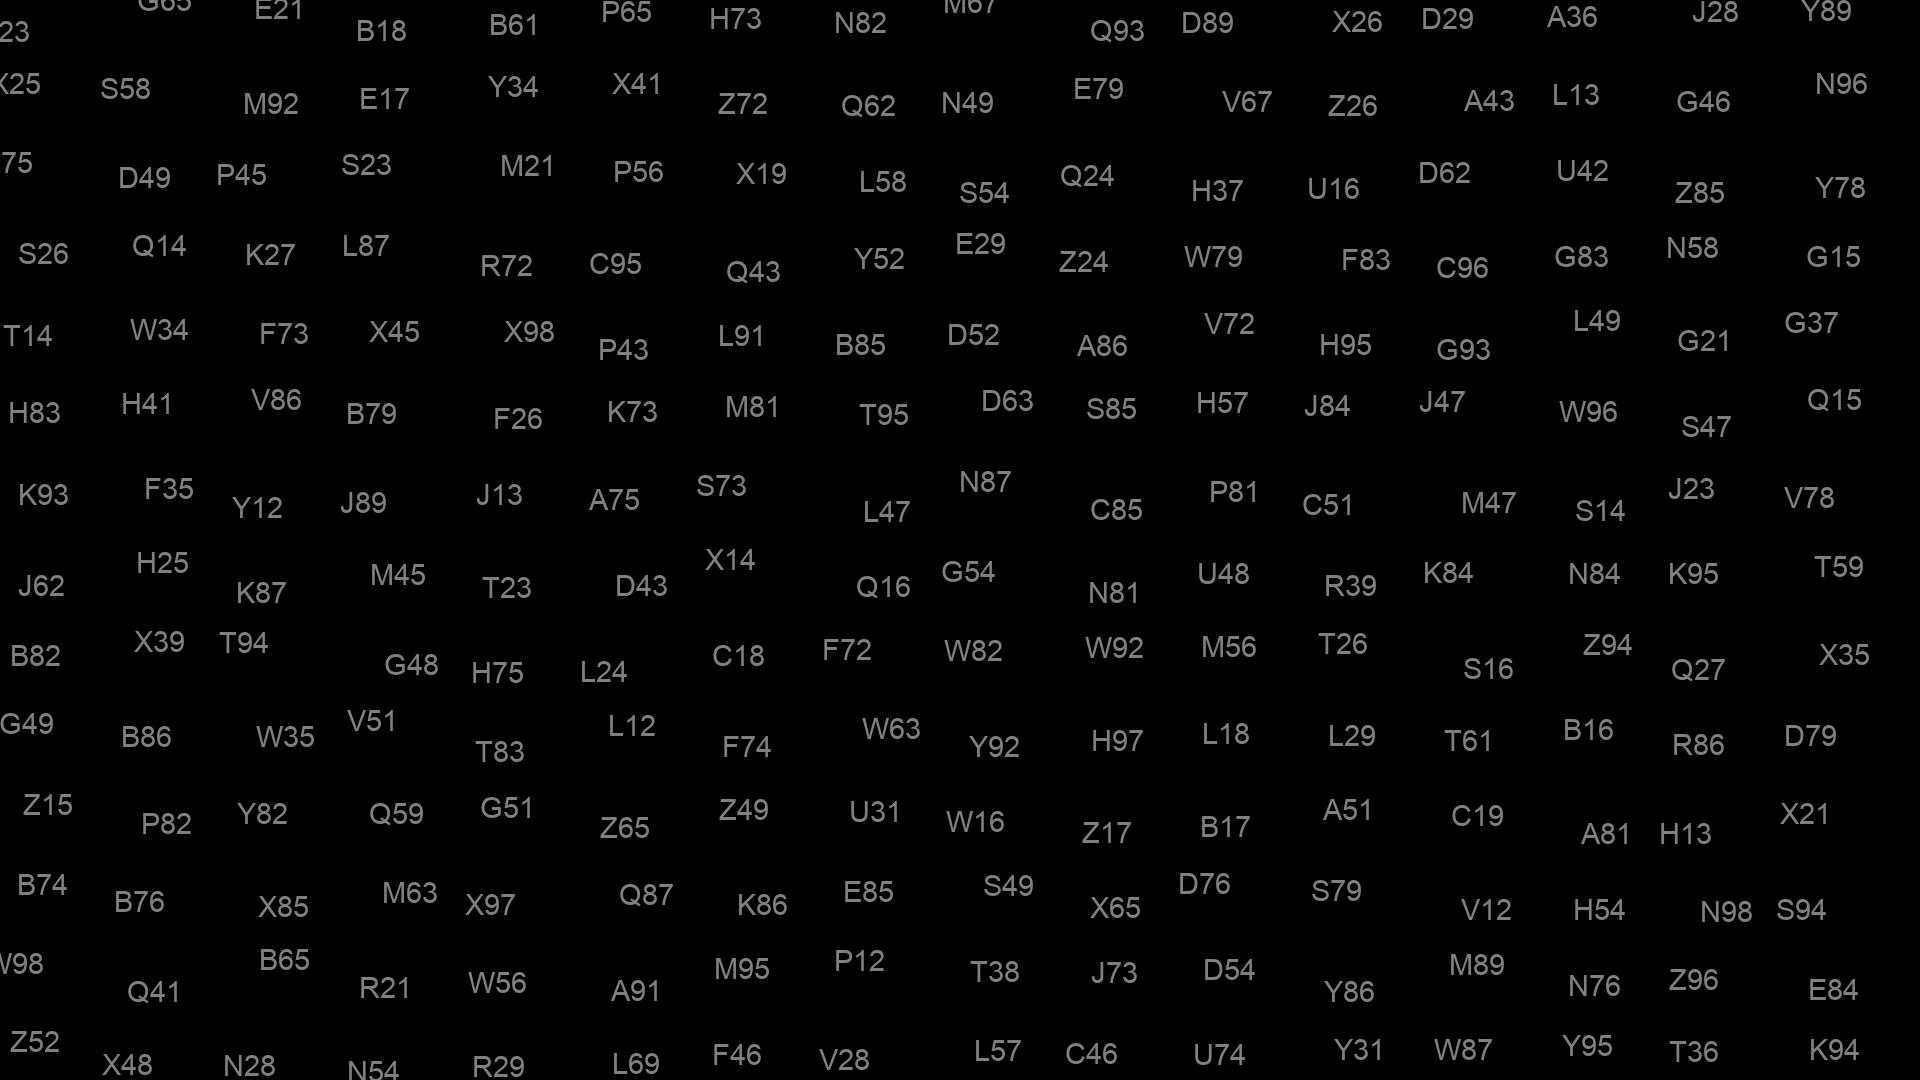 G65 E21 B18 B61 P65 H73 N82 M67 Q93 D89 X26 D29 A36 J28 Y89
23
X25 S58 M92 E17 Y34 X41 Z72 Q62 N49 E79 V67 Z26 A43 L13 G46 N96
75 D49 P45 S23 M21 P56 X19 L58 S54 Q24 H37 U16 D62 U42 Z85 Y78
S26 Q14 K27 L87 R72 C95 Q43 Y52 E29 Z24 W79 F83 C96 G83 N58 G15
T14 W34 F73 X45 X98 P43 L91 B85 D52 A86 V72 H95 G93 L49 G21 G37
H83 H41 V86 B79 F26 K73 M81 T95 D63 S85 H57 J84 J47 W96 S47 Q15
K93 F35 Y12 J89 J13 A75 S73 L47 N87 C85 P81 C51 M47 S14 J23 V78
J62 H25 K87 M45 T23 D43 X14 Q16 G54 N81 U48 R39 K84 N84 K95 T59
B82 X39 T94 G48 H75 L24 C18 F72 W82 W92 M56 T26 S16 Z94 Q27 X35
G49 B86 W35 V51 T83 L12 F74 W63 Y92 H97 L18 L29 T61 B16 R86 D79
Z15 P82 Y82 Q59 G51 Z65 Z49 U31 W16 Z17 B17 A51 C19 A81 H13 X21
B74 B76 X85 M63 X97 Q87 K86 E85 S49 X65 D76 S79 V12 H54 N98 S94
W98 Q41 B65 R21 W56 A91 M95 P12 T38 J73 D54 Y86 M89 N76 Z96 E84
Z52 X48 N28 N54 R29 L69 F46 V28 L57 C46 U74 Y31 W87 Y95 T36 K94